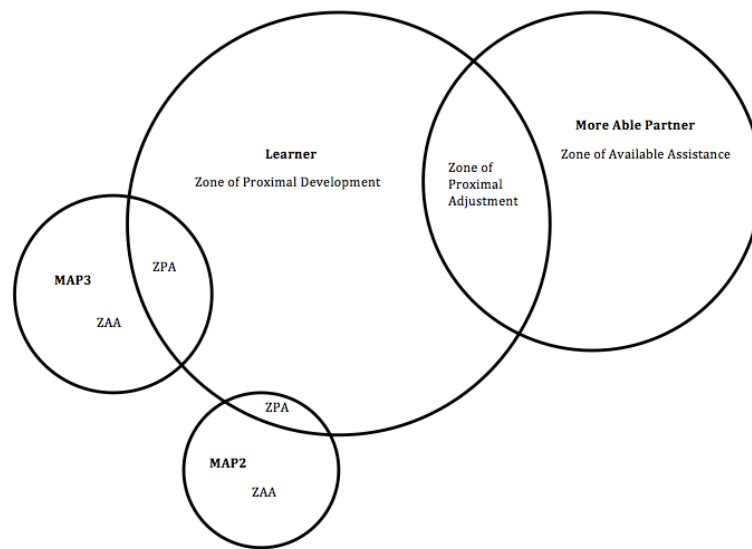 More Able Partner
Zone of Available Assistance
Learner
Zone of Proximal Development
Zone of
Proximal
Adjustment
ZPA
MAP3
ZAA
ZPA
MAP2
ZAA